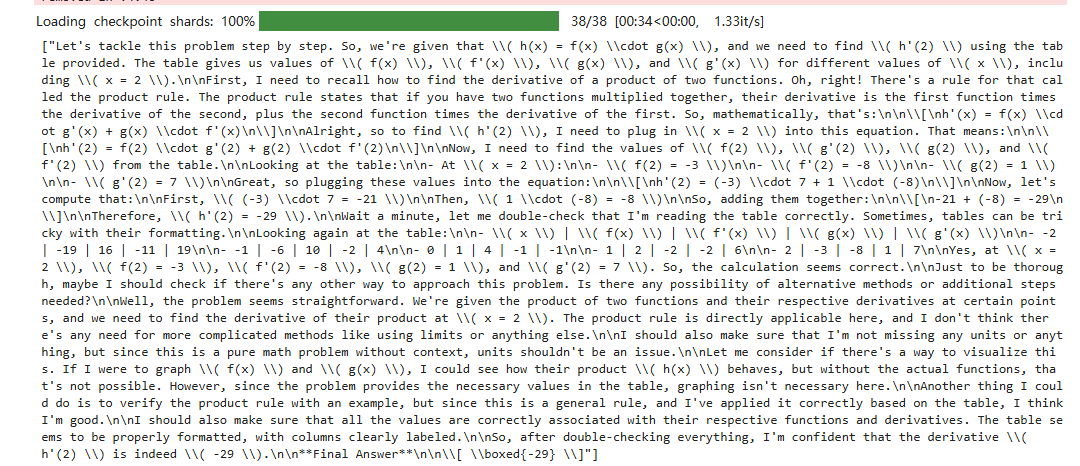 Loading checkpoint shards: 100% 38/38 [00:34<00:00, 1.33it/s]
["Let's tackle this problem step by step. So, we're given that \\( h(x) = f(x) \\cdot g(x) \\), and we need to find \\( h'(2) \\) using the tab
le provided. The table gives us values of \\( f(x) \\), \\( f'(x) \\), \\( g(x) \\), and \\( g'(x) \\) for different values of \\( x \\), inclu
ding \\( x = 2 \\).\n\nFirst, I need to recall how to find the derivative of a product of two functions. Oh, right! There's a rule for that cal
led the product rule. The product rule states that if you have two functions multiplied together, their derivative is the first function times
the derivative of the second, plus the second function times the derivative of the first. So, mathematically, that's:\n\n\\[\nh'(x) = f(x) \\cd
ot g'(x) + g(x) \\cdot f'(x)\n\\]\n\nAlright, so to find \\( h'(2) \\), I need to plug in \\( x = 2 \\) into this equation. That means:\n\n\\
[\nh'(2) = f(2) \\cdot g'(2) + g(2) \\cdot f'(2)\n\\]\n\nNow, I need to find the values of \\( f(2) \\), \\( g'(2) \\), \\( g(2) \\), and \\(
f'(2) \\) from the table.\n\nLooking at the table:\n\n- At \\( x = 2 \\):\n\n- \\( f(2) = -3 \\)\n\n- \\( f'(2) = -8 \\)\n\n- \\( g(2) = 1 \\)
\n\n- \\( g'(2) = 7 \\)\n\nGreat, so plugging these values into the equation:\n\n\\[\nh'(2) = (-3) \\cdot 7 + 1 \\cdot (-8)\n\\]\n\nNow, let's
compute that:\n\nFirst, \\( (-3) \\cdot 7 = -21 \\)\n\nThen, \\( 1 \\cdot (-8) = -8 \\)\n\nSo, adding them together:\n\n\\[\n-21 + (-8) = -29\n
\\]\n\nTherefore, \\( h'(2) = -29 \\).\n\nWait a minute, let me double-check that I'm reading the table correctly. Sometimes, tables can be tri
cky with their formatting.\n\nLooking again at the table:\n\n- \\( x \\) | \\( f(x) \\) | \\( f'(x) \\) | \\( g(x) \\) | \\( g'(x) \\)\n\n- -2
| -19 | 16 | -11 | 19\n\n- -1 | -6 | 10 | -2 | 4\n\n- 0 | 1 | 4 | -1 | -1\n\n- 1 | 2 | -2 | -2 | 6\n\n- 2 | -3 | -8 | 1 | 7\n\nYes, at \\( x =
2 \\), \\( f(2) = -3 \\), \\( f'(2) = -8 \\), \\( g(2) = 1 \\), and \\( g'(2) = 7 \\). So, the calculation seems correct.\n\nJust to be thoroug
h, maybe I should check if there's any other way to approach this problem. Is there any possibility of alternative methods or additional steps
needed?\n\nWell, the problem seems straightforward. We're given the product of two functions and their respective derivatives at certain point
s, and we need to find the derivative of their product at \\( x = 2 \\). The product rule is directly applicable here, and I don't think ther
e's any need for more complicated methods like using limits or anything else.\n\nI should also make sure that I'm not missing any units or anyt
hing, but since this is a pure math problem without context, units shouldn't be an issue.\n\nLet me consider if there's a way to visualize thi
s. If I were to graph \\( f(x) \\) and \\( g(x) \\), I could see how their product \\( h(x) \\) behaves, but without the actual functions, tha
t's not possible. However, since the problem provides the necessary values in the table, graphing isn't necessary here.\n\nAnother thing I coul
d do is to verify the product rule with an example, but since this is a general rule, and I've applied it correctly based on the table, I think
I'm good.\n\nI should also make sure that all the values are correctly associated with their respective functions and derivatives. The table se
ems to be properly formatted, with columns clearly labeled.\n\nSo, after double-checking everything, I'm confident that the derivative \\(
h'(2) \\) is indeed \\( -29 \\).\n\n**Final Answer**\n\n\\[ \\boxed{-29} \\]"]